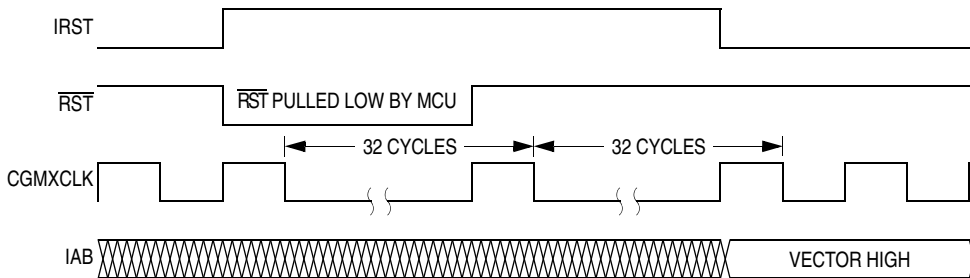 IRST
RST
RST PULLED LOW BY MCU
32 CYCLES
32 CYCLES
CGMXCLK
IAB
VECTOR HIGH